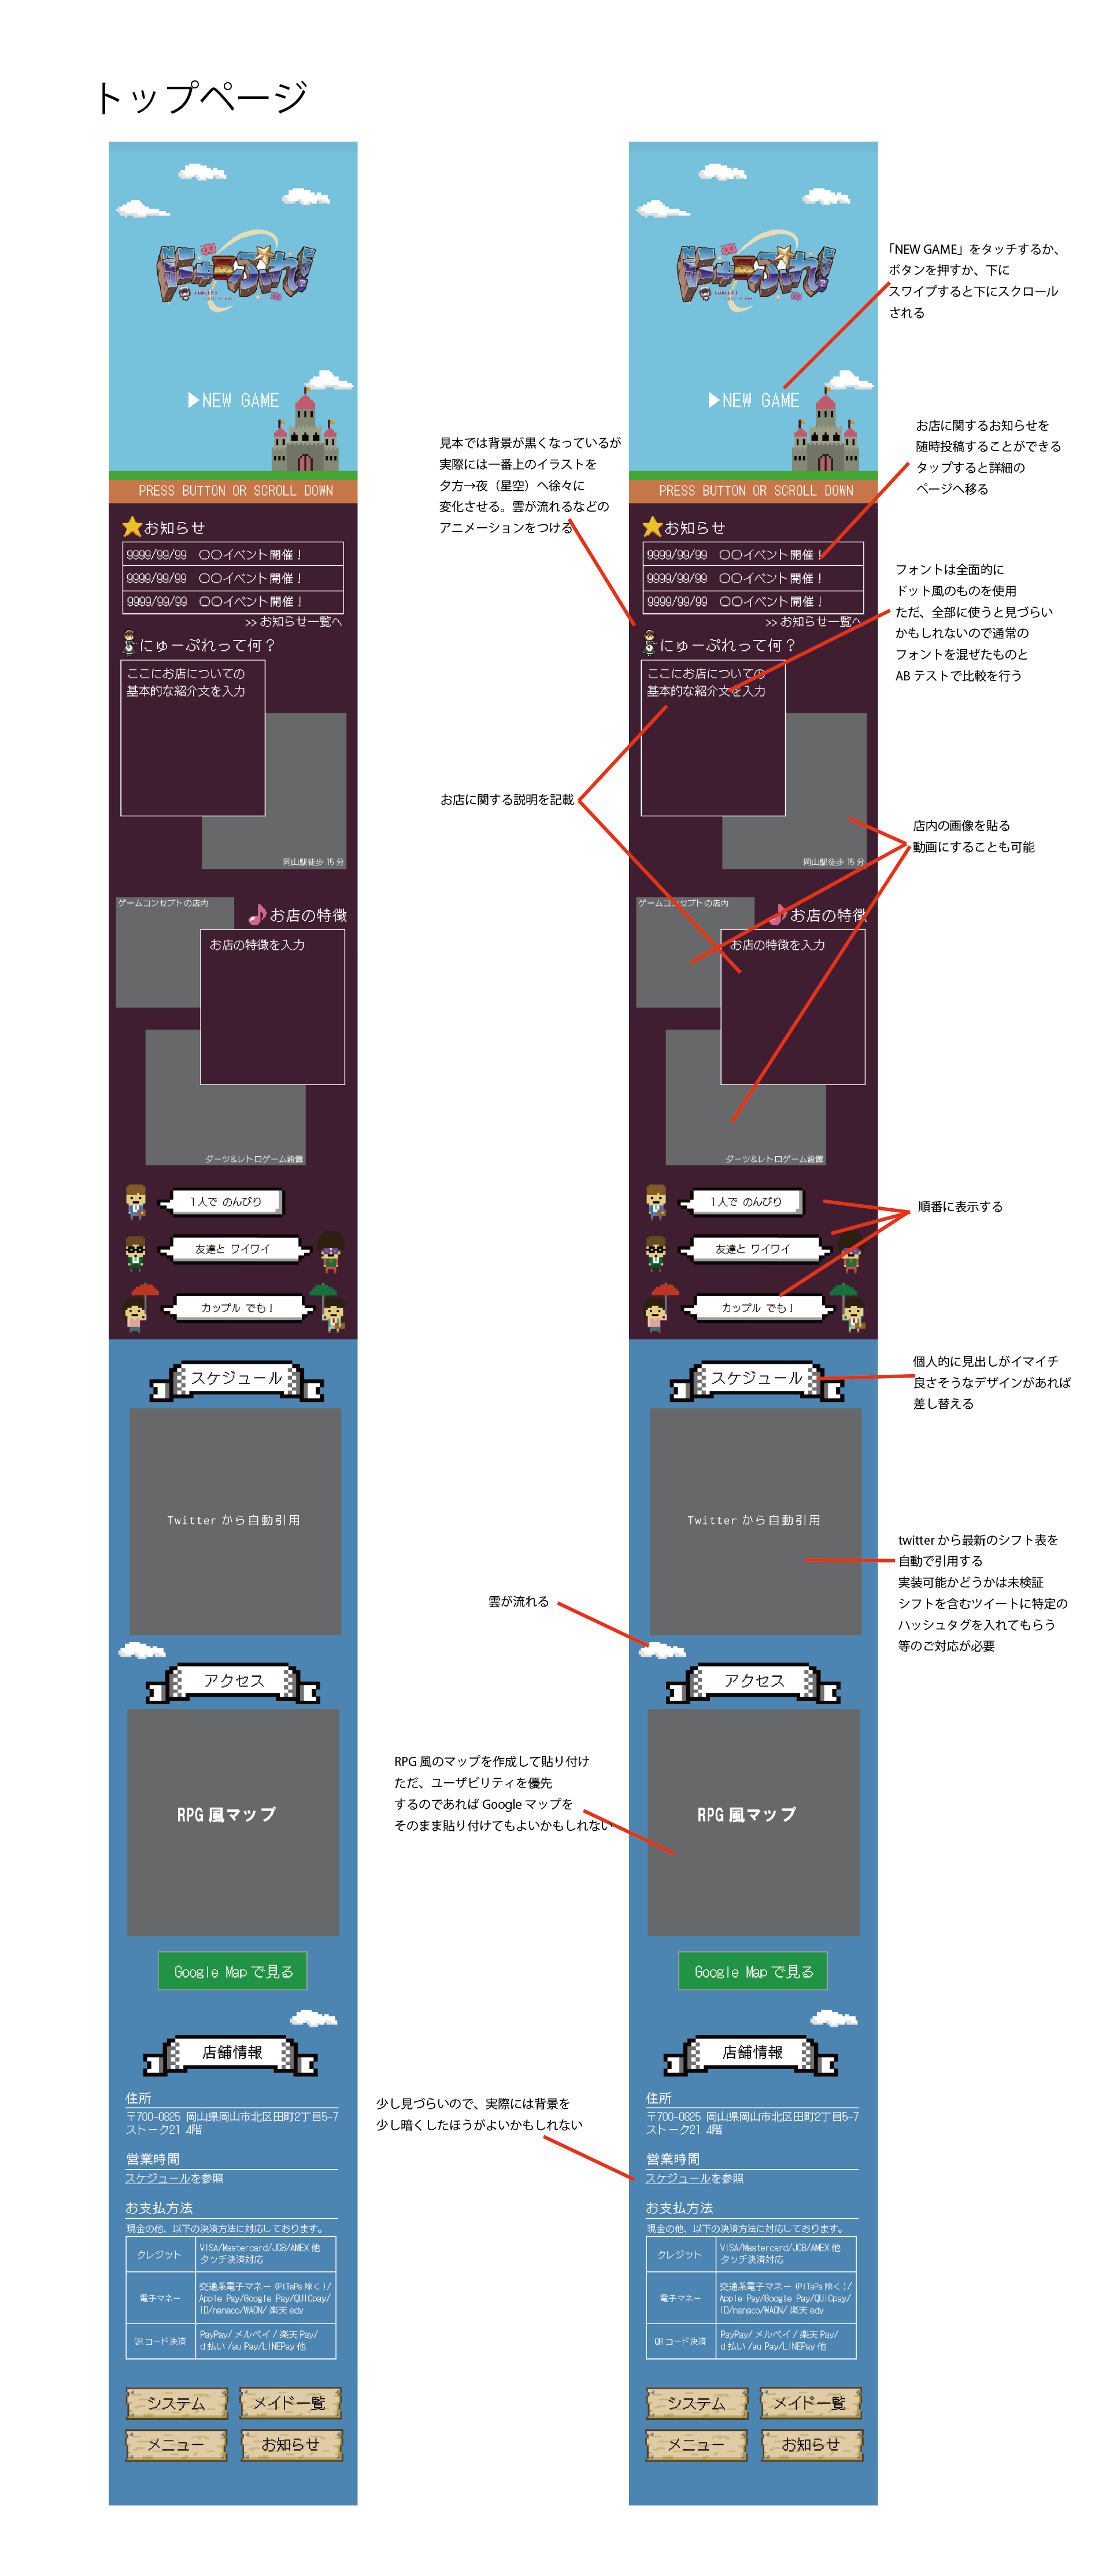 トップページ
にゅーぷれ!
▶NEW GAME
PRESS BUTTON OR SCROLL DOWN
お知らせ
9999/99/99 〇〇イベント開催！
9999/99/99 〇〇イベント開催！
9999/99/99 〇〇イベント開催！
>> お知らせ一覧へ
にゅーぷれって何？
ここにお店についての
基本的な紹介文を入力
岡山駅徒歩 15 分
ゲームコンセプトの店内
お店の特徴
お店の特徴を入力
ダーツ&レトロゲーム設置
1人で のんびり
友達と ワイワイ
カップル でも！
スケジュール
Twitter から自動引用
アクセス
RPG 風マップ
Google Map で見る
店舗情報
住所
〒700-0825 岡山県岡山市北区田町2丁目5-7
ストーク21 4階
営業時間
スケジュールを参照
お支払方法
現金の他、以下の決済方法に対応しております。
クレジット
VISA/Mastercard/JCB/AMEX 他
タッチ決済対応
電子マネー
交通系電子マネー (PiTaPa 除く)/
Apple Pay/Google Pay/QUICpay/
iD/nanaco/WAON/ 楽天 edy
QR コード決済
PayPay/ メルペイ / 楽天 Pay/
d 払い /au Pay/LINEPay 他
システム
メイド一覧
メニュー
お知らせ
見本では背景が黒くなっているが
実際には一番上のイラストを
夕方→夜（星空）へ徐々に
変化させる。雲が流れるなどの
アニメーションをつける
お店に関する説明を記載
雲が流れる
RPG 風のマップを作成して貼り付け
ただ、ユーザビリティを優先
するのであれば Google マップを
そのまま貼り付けてもよいかもしれない
少し見づらいので、実際には背景を
少し暗くしたほうがよいかもしれない
にゅーぷれ!
▶NEW GAME
PRESS BUTTON OR SCROLL DOWN
お知らせ
9999/99/99 〇〇イベント開催！
9999/99/99 〇〇イベント開催！
9999/99/99 〇〇イベント開催！
>> お知らせ一覧へ
にゅーぷれって何？
ここにお店についての
基本的な紹介文を入力
岡山駅徒歩 15 分
ゲームコンセプトの店内
お店の特徴
お店の特徴を入力
ダーツ&レトロゲーム設置
1人で のんびり
友達と ワイワイ
カップル でも！
スケジュール
Twitter から自動引用
アクセス
RPG 風マップ
Google Map で見る
店舗情報
住所
〒700-0825 岡山県岡山市北区田町2丁目5-7
ストーク21 4階
営業時間
スケジュールを参照
お支払方法
現金の他、以下の決済方法に対応しております。
クレジット
VISA/Mastercard/JCB/AMEX 他
タッチ決済対応
電子マネー
交通系電子マネー (PiTaPa 除く)/
Apple Pay/Google Pay/QUICpay/
iD/nanaco/WAON/ 楽天 edy
QR コード決済
PayPay/ メルペイ / 楽天 Pay/
d 払い /au Pay/LINEPay 他
システム
メイド一覧
メニュー
お知らせ
「NEW GAME」をタッチするか、
ボタンを押すか、下に
スワイプすると下にスクロール
される
お店に関するお知らせを
随時投稿することができる
タップすると詳細の
ページへ移る
フォントは全面的に
ドット風のものを使用
ただ、全部に使うと見づらい
かもしれないので通常の
フォントを混ぜたものと
AB テストで比較を行う
店内の画像を貼る
動画にすることも可能
順番に表示する
個人的に見出しがイマイチ
良さそうなデザインがあれば
差し替える
twitter から最新のシフト表を
自動で引用する
実装可能かどうかは未検証
シフトを含むツイートに特定の
ハッシュタグを入れてもらう
等のご対応が必要